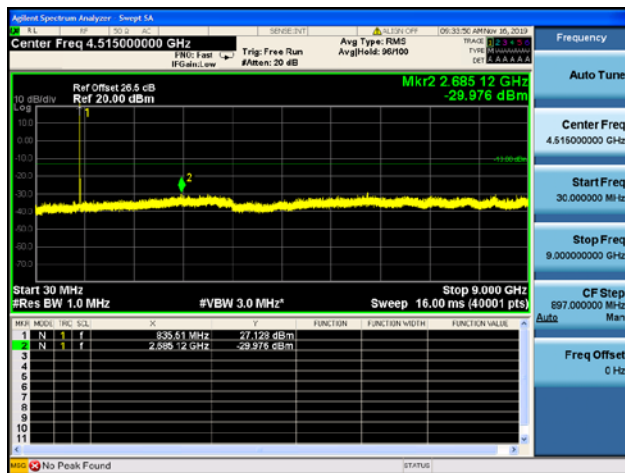 Agilent Spectrum Analyzer - Swept SA
RL RF 50 Ω AC SENSE:INT ALIGN OFF 09:33:50 AM Nov 16, 2019
Center Freq 4.515000000 GHz
PNO: Fast
IFGain:Low
Trig: Free Run
#Atten: 20 dB
Avg Type: RMS
Avg|Hold: 96/100
TRACE 1 2 3 4 5 6
TYPE
DET A A A A A A
Frequency
Mkr2 2.685 12 GHz
-29.976 dBm
Ref Offset 26.5 dB
Ref 20.00 dBm
10 dB/div
Log
10.0
0.00
-10.0
-20.0
-30.0
-40.0
-50.0
-60.0
-70.0
1
2
-13.00 dBm
Start 30 MHz
Stop 9.000 GHz
#Res BW 1.0 MHz
#VBW 3.0 MHz*
Sweep 16.00 ms (40001 pts)
MKR MODE TRC SCL X Y FUNCTION FUNCTION WIDTH FUNCTION VALUE
1 N 1 f 835.51 MHz 27.128 dBm
2 N 1 f 2.685 12 GHz -29.976 dBm
3
4
5
6
7
8
9
10
11
Auto Tune
Center Freq
4.515000000 GHz
Start Freq
30.000000 MHz
Stop Freq
9.000000000 GHz
CF Step
897.000000 MHz
Auto Man
Freq Offset
0 Hz
MSG No Peak Found
STATUS